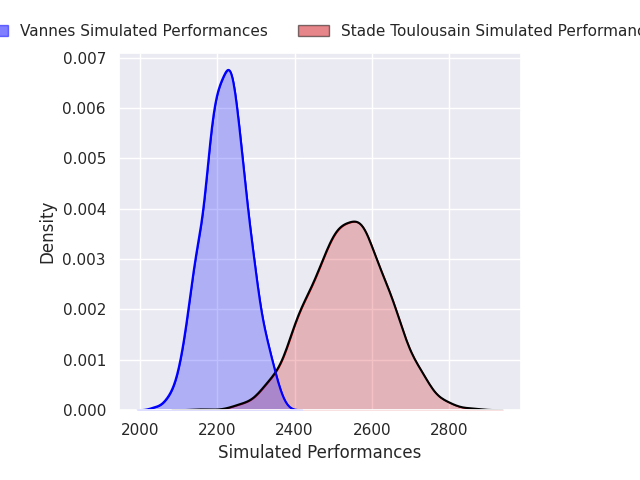 Vannes Simulated Performances
Stade Toulousain Simulated
0.007
0.006
0.005
0.004
0.003
0.002
0.001
0.000
Density
2000 2200 2400 2600 2800
Simulated Performances